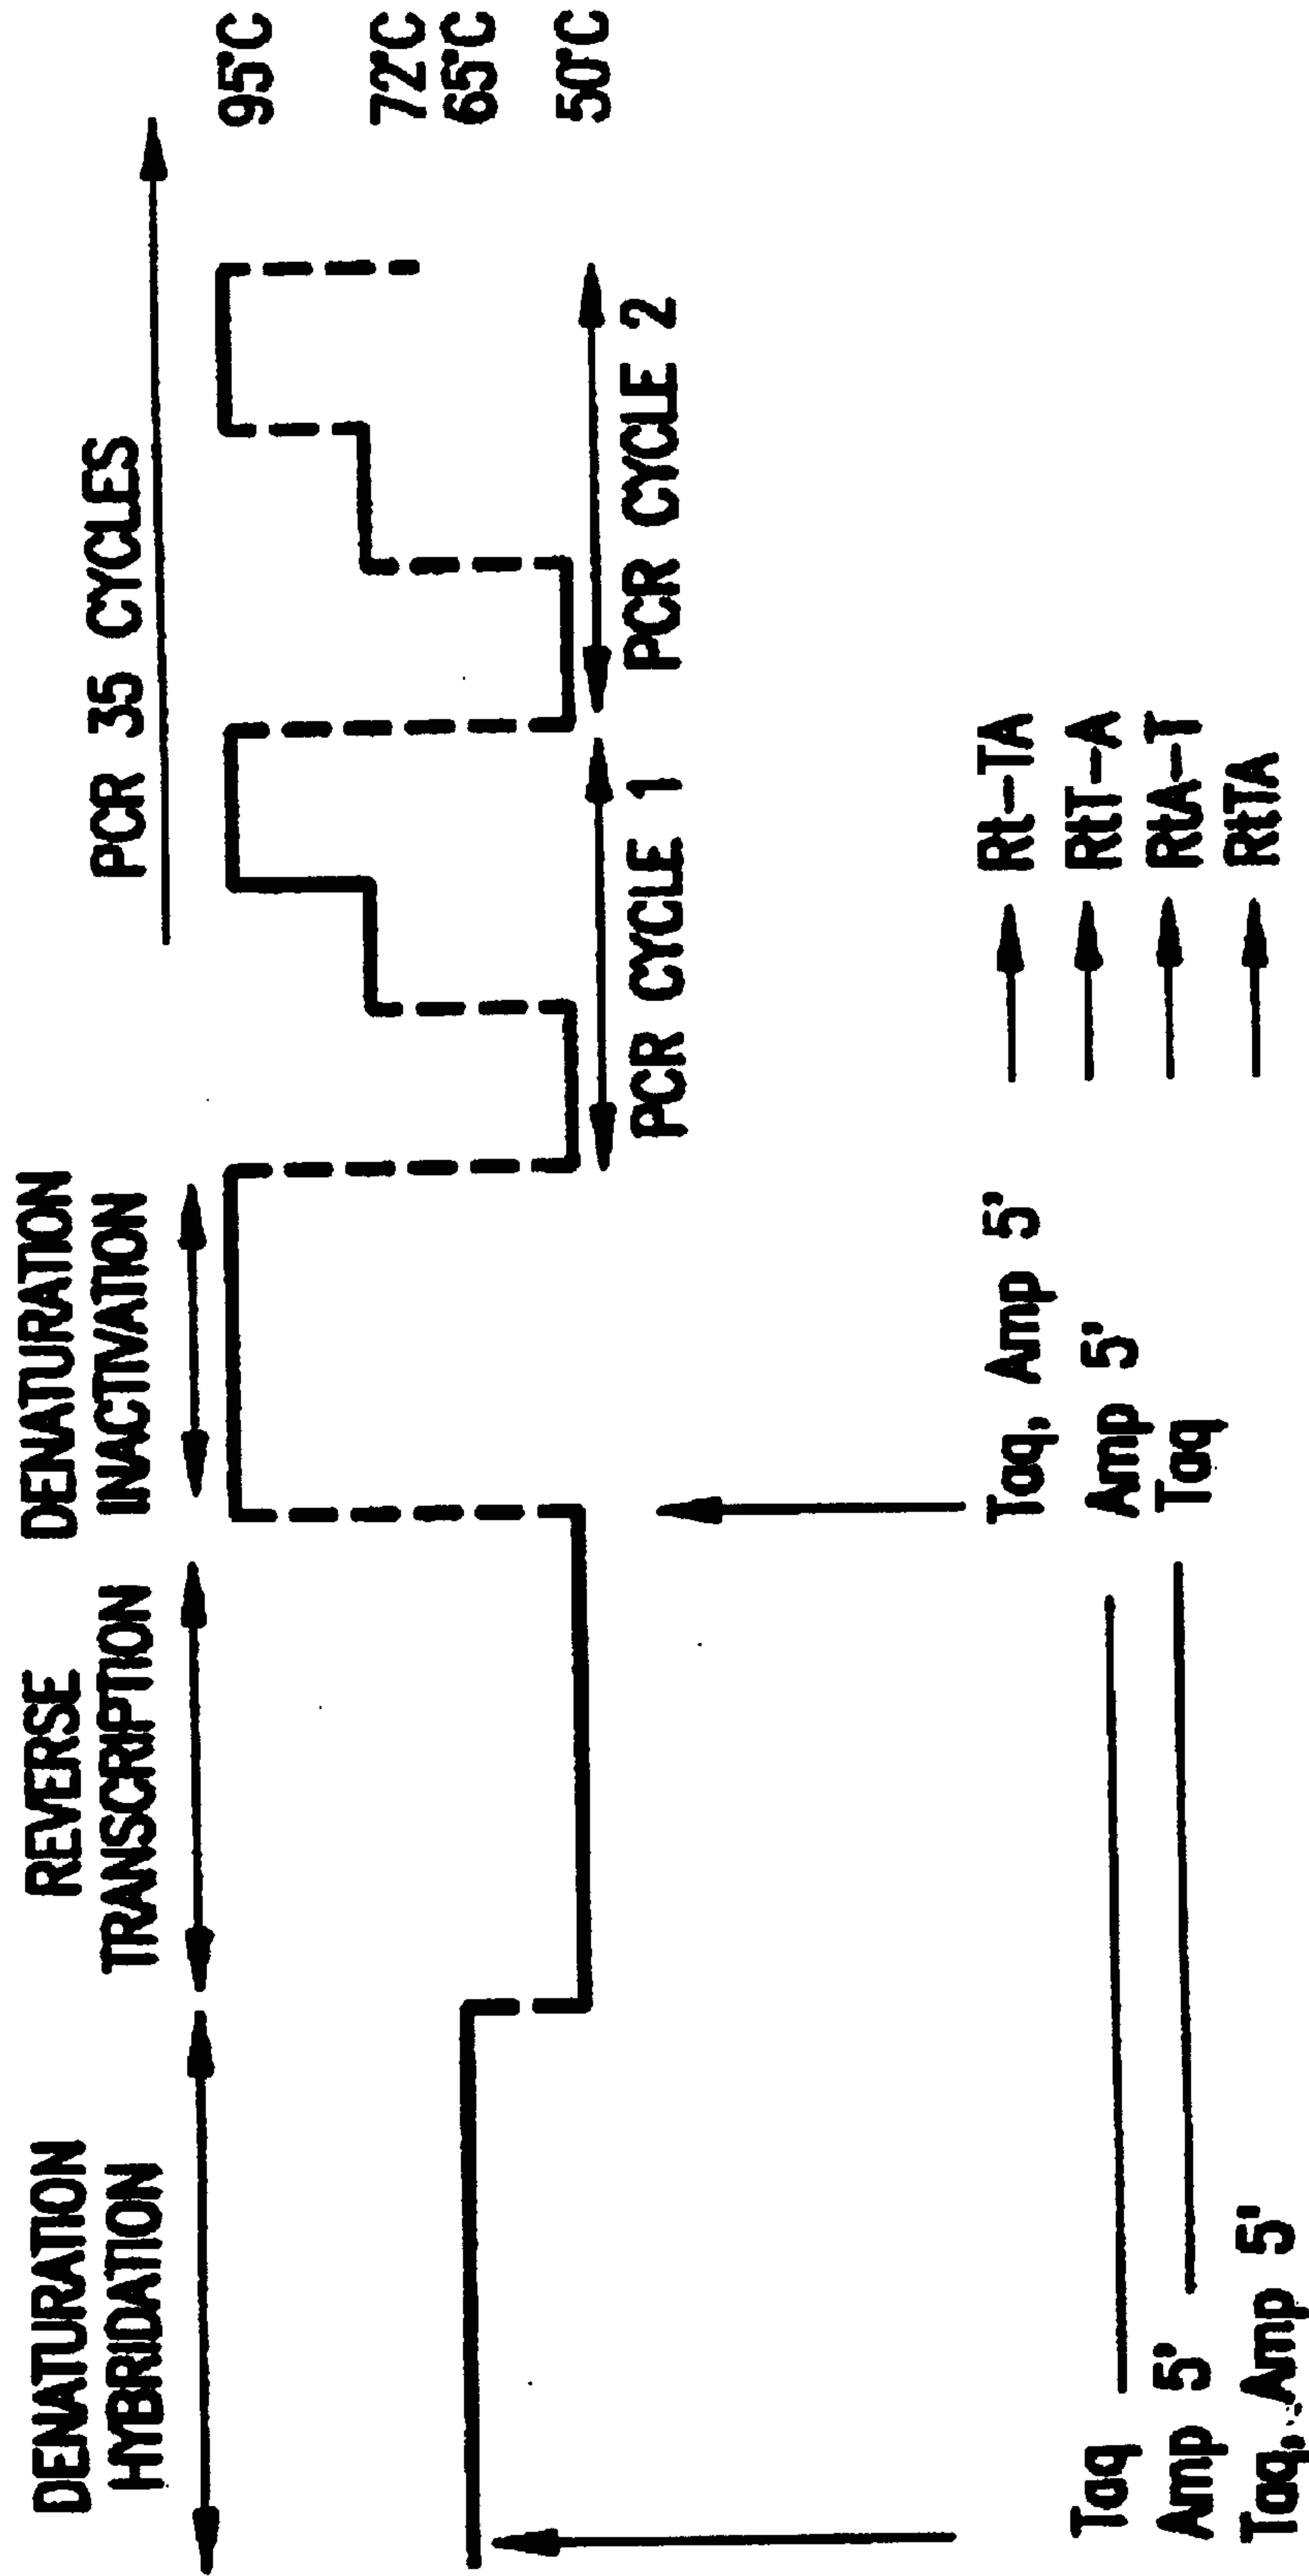 PCR 35 CYCLES
DENATURATION
HYBRIDATION
REVERSE
TRANSCRIPTION
DENATURATION
INACTIVATION
95°C
72°C
65°C
50°C
PCR CYCLE 1
PCR CYCLE 2
Taq, Amp 5'
Rt-TA
Taq
Amp 5'
RtT-A
Amp 5'
Taq
RtA-T
Taq, Amp 5'
RtTA